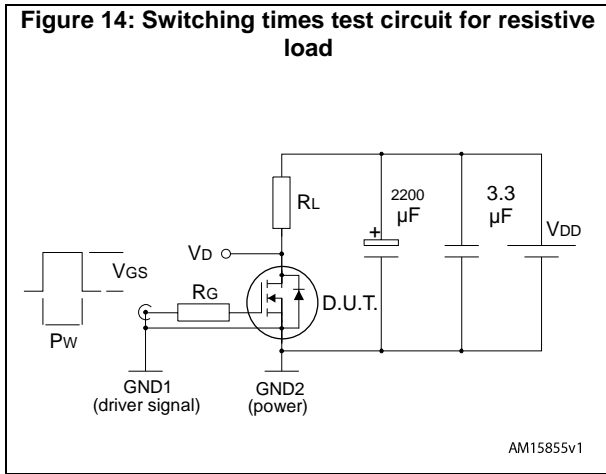 Figure 14: Switching times test circuit for resistive
load
RL
2200
μF
+
3.3
μF
VDD
VD
VGS
RG
D.U.T.
PW
GND1
(driver signal)
GND2
(power)
AM15855v1